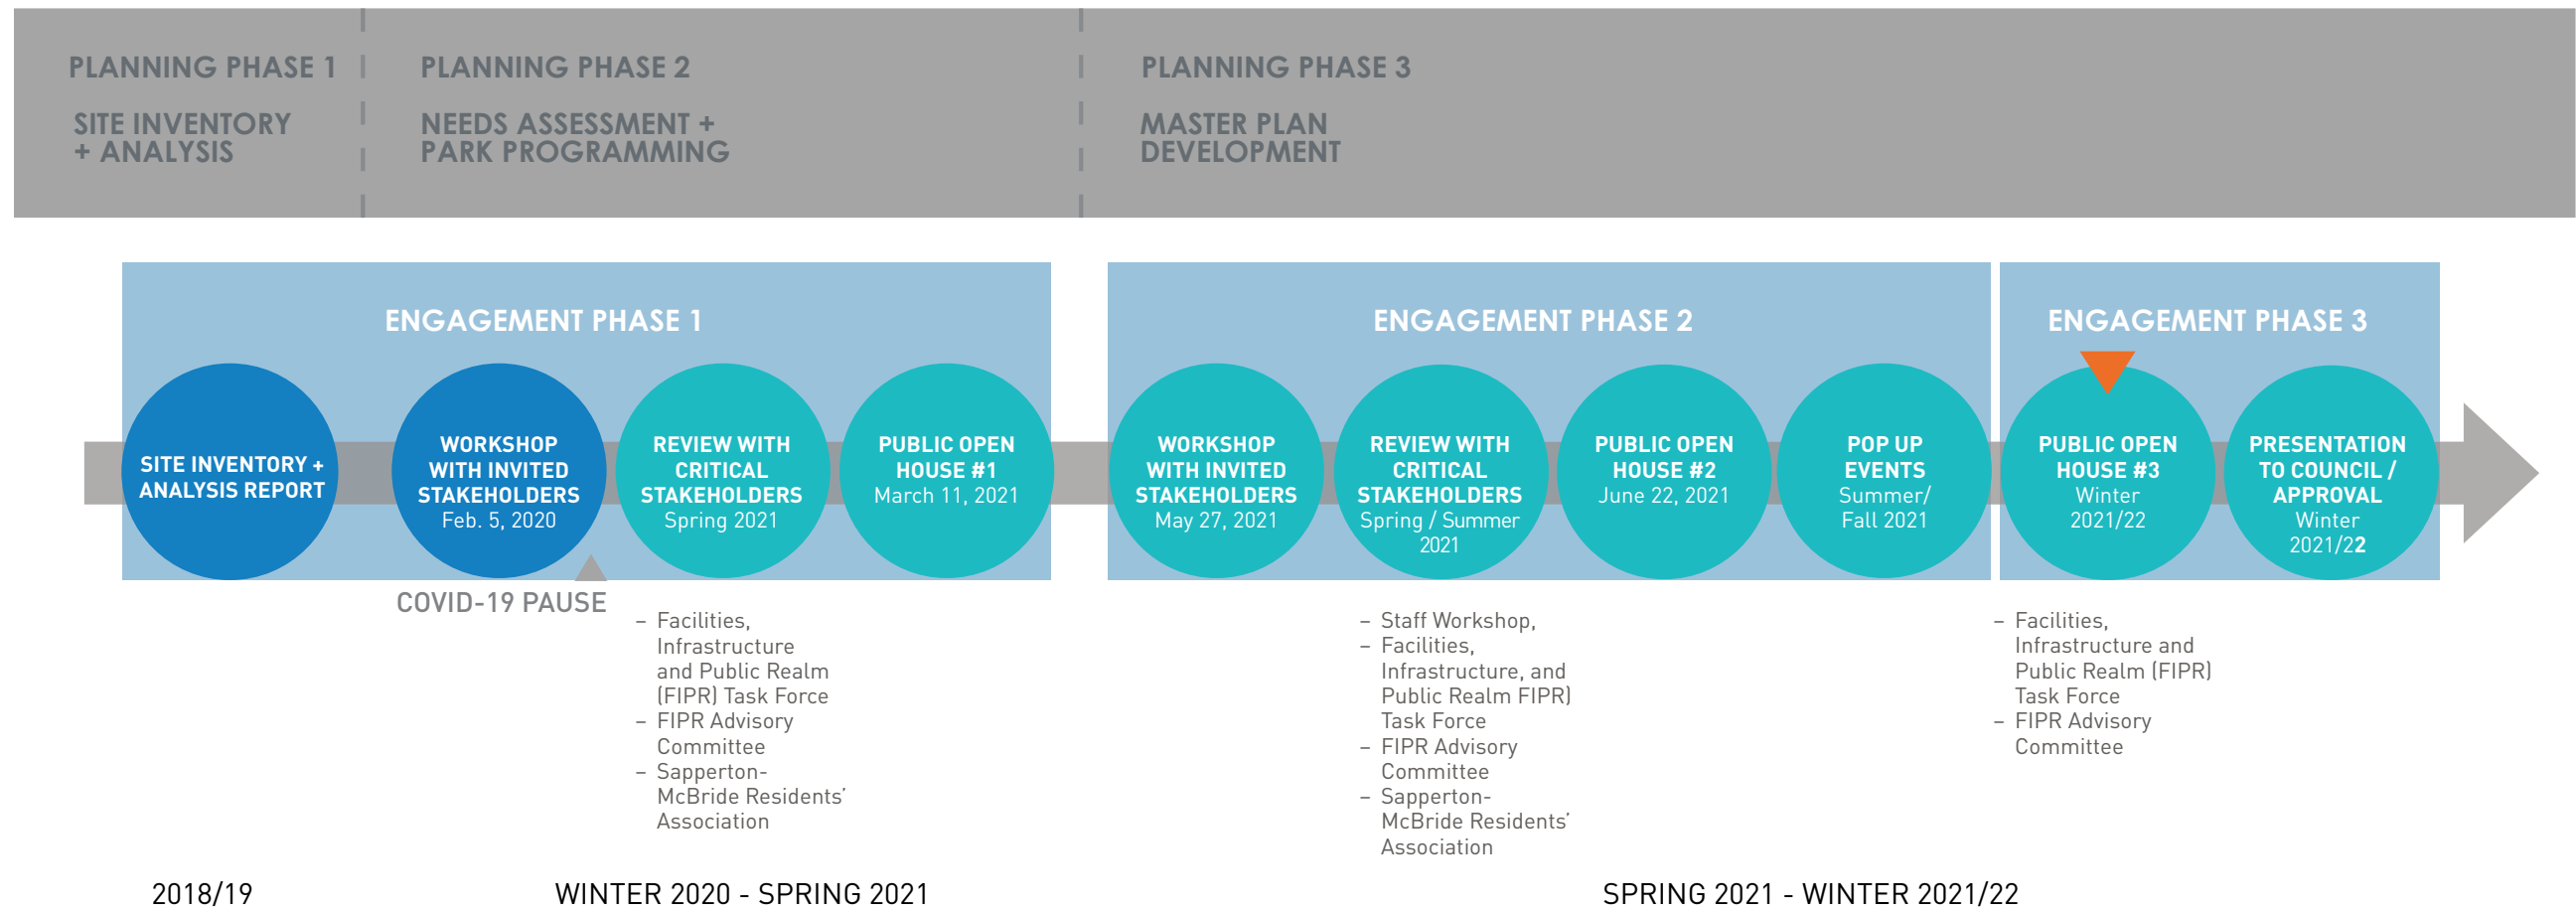 PLANNING PHASE 1
SITE INVENTORY
+ ANALYSIS
PLANNING PHASE 2
NEEDS ASSESSMENT +
PARK PROGRAMMING
PLANNING PHASE 3
MASTER PLAN
DEVELOPMENT
ENGAGEMENT PHASE 1
SITE INVENTORY +
ANALYSIS REPORT
WORKSHOP
WITH INVITED
STAKEHOLDERS
Feb. 5, 2020
COVID-19 PAUSE
REVIEW WITH
CRITICAL
STAKEHOLDERS
Spring 2021
– Facilities,
Infrastructure
and Public Realm
(FIPR) Task Force
– FIPR Advisory
Committee
– Sapperton-
McBride Residents’
Association
PUBLIC OPEN
HOUSE #1
March 11, 2021
ENGAGEMENT PHASE 2
WORKSHOP
WITH INVITED
STAKEHOLDERS
May 27, 2021
REVIEW WITH
CRITICAL
STAKEHOLDERS
Spring / Summer
2021
– Staff Workshop,
– Facilities,
Infrastructure, and
Public Realm FIPR)
Task Force
– FIPR Advisory
Committee
– Sapperton-
McBride Residents’
Association
PUBLIC OPEN
HOUSE #2
June 22, 2021
POP UP
EVENTS
Summer/
Fall 2021
ENGAGEMENT PHASE 3
PUBLIC OPEN
HOUSE #3
Winter
2021/22
– Facilities,
Infrastructure and
Public Realm (FIPR)
Task Force
– FIPR Advisory
Committee
PRESENTATION
TO COUNCIL /
APPROVAL
Winter
2021/22
2018/19
WINTER 2020 - SPRING 2021
SPRING 2021 - WINTER 2021/22